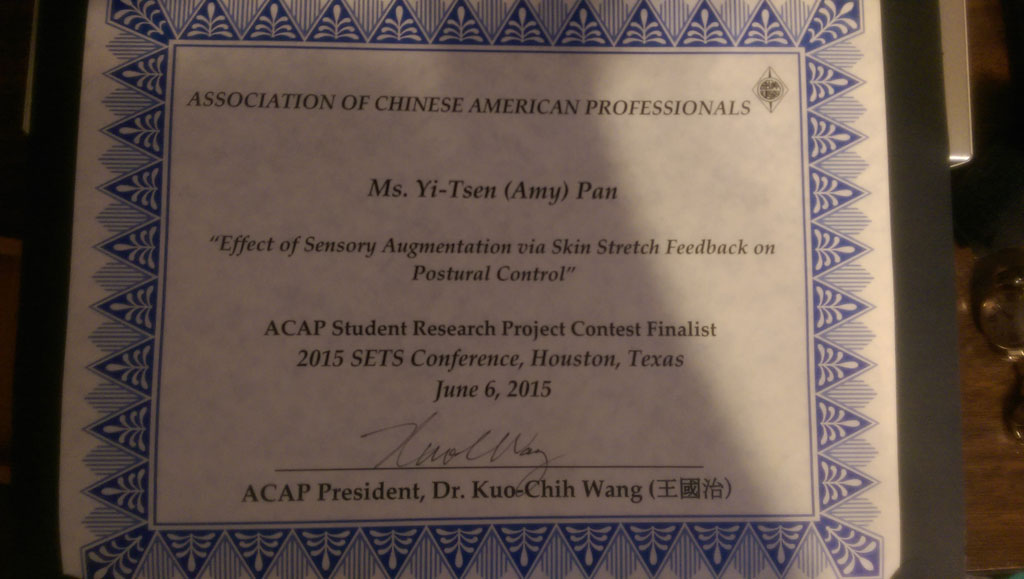 ASSOCIATION OF CHINESE AMERICAN PROFESSIONALS
Ms. Yi-Tsen (Amy) Pan
"Effect of Sensory Augmentation via Skin Stretch Feedback on
Postural Control"
ACAP Student Research Project Contest Finalist
2015 SETS Conference, Houston, Texas
June 6, 2015
ACAP President, Dr. Kuo-Chih Wang (王國治)